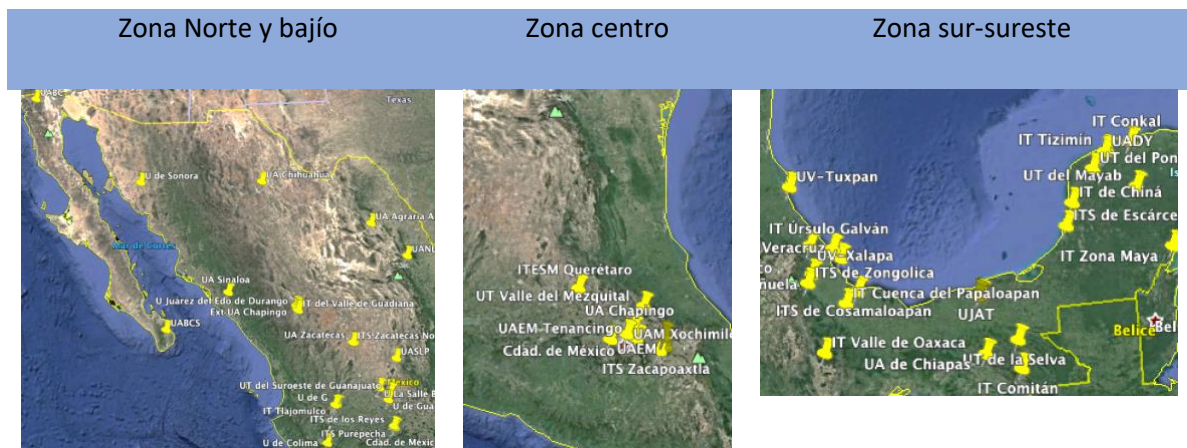 Zona Norte y bajío
Zona centro
Zona sur-sureste
UABC
Texas
U de Sonora
UA Chihuahua
UA Agraria A
UANL
Mar de Cortés
UA Sinaloa
U Juárez del Edo de Durango
IT del Valle de Guadiana
Ext-UA Chapingo
UABCS
UA Zacatecas
ITS Zacatecas No
UASLP
UT del Suroeste de Guanajuato
México
U La Salle B
U de G
U de Gua
IT Tlajomulco
ITS de los Reyes
ITS Purepecha
U de Colima
Cdad. de Méxic
ITESM Querétaro
UT Valle del Mezquital
UA Chapingo
UAEM-Tenancingo
UAM Xochimilc
Cdad. de México
UAEM
ITS Zacapoaxtla
IT Conkal
IT Tizimín
UADY
UT del Pon
UV-Tuxpan
UT del Mayab
Is
IT de Chiná
ITS de Escárce
IT Úrsulo Galván
Veracruz
UV-Xalapa
IT Zona Maya
ITS de Zongolica
ñuela
IT Cuenca del Papaloapan
ITS de Cosamaloapan
UJAT
Belice
Bel
IT Valle de Oaxaca
UA de Chiapas
UT de la Selva
IT Comitán